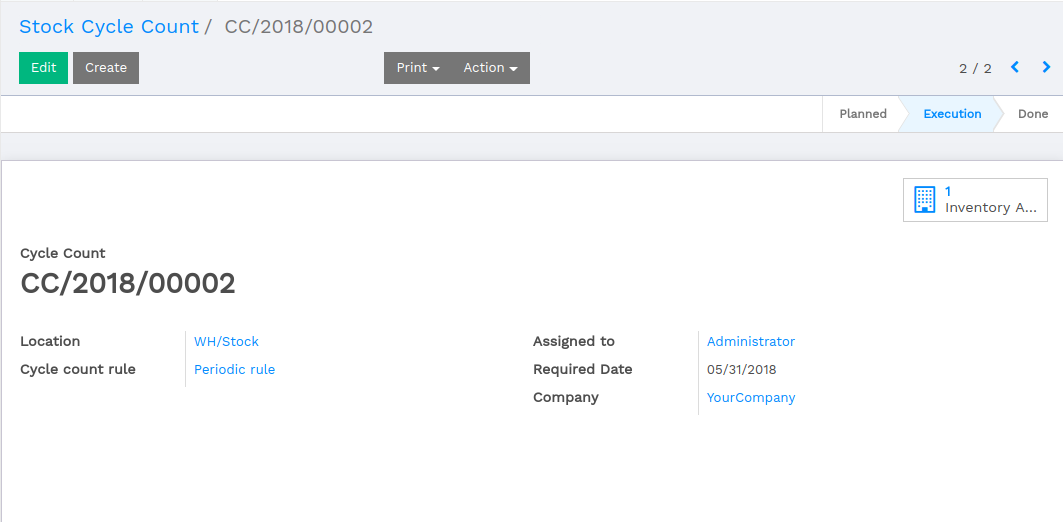 Stock Cycle Count / CC/2018/00002
Edit Create Print Action 2 / 2
Planned Execution Done
1
Inventory A...
Cycle Count
CC/2018/00002
Location WH/Stock Assigned to Administrator
Cycle count rule Periodic rule Required Date 05/31/2018
Company YourCompany